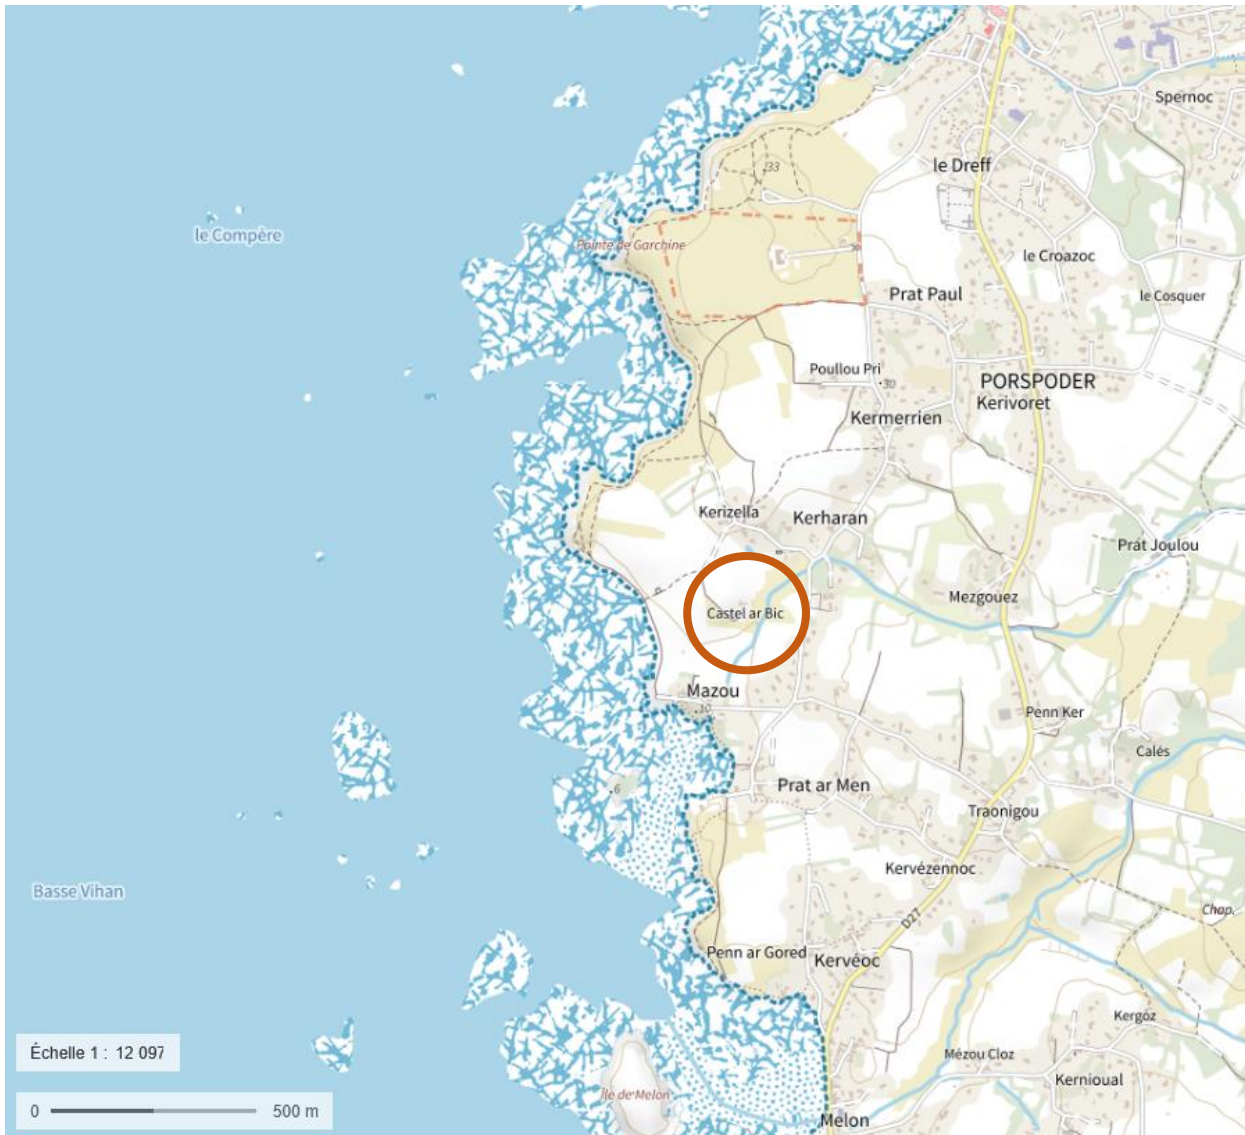 Spernoc
.33
le Dreff
le Compère
Pointe de Garchine
le Croazoc
Prat Paul
le Cosquer
Poullou Pri
.30
PORSPODER
Kerivoret
Kermerrien
Kerizella
Kerharan
Prat Joulou
Mezgouez
Castel ar Bic
Mazou
.10
Penn Ker
Calés
.6
Prat ar Men
Traonigou
Kervézennoc
Basse Vihan
D27
Chap.
Penn ar Gored
Kervéoc
Kergoz
Échelle 1 : 12 097
Mézou Cloz
Kernioual
Île de Melon
0 500 m
Melon